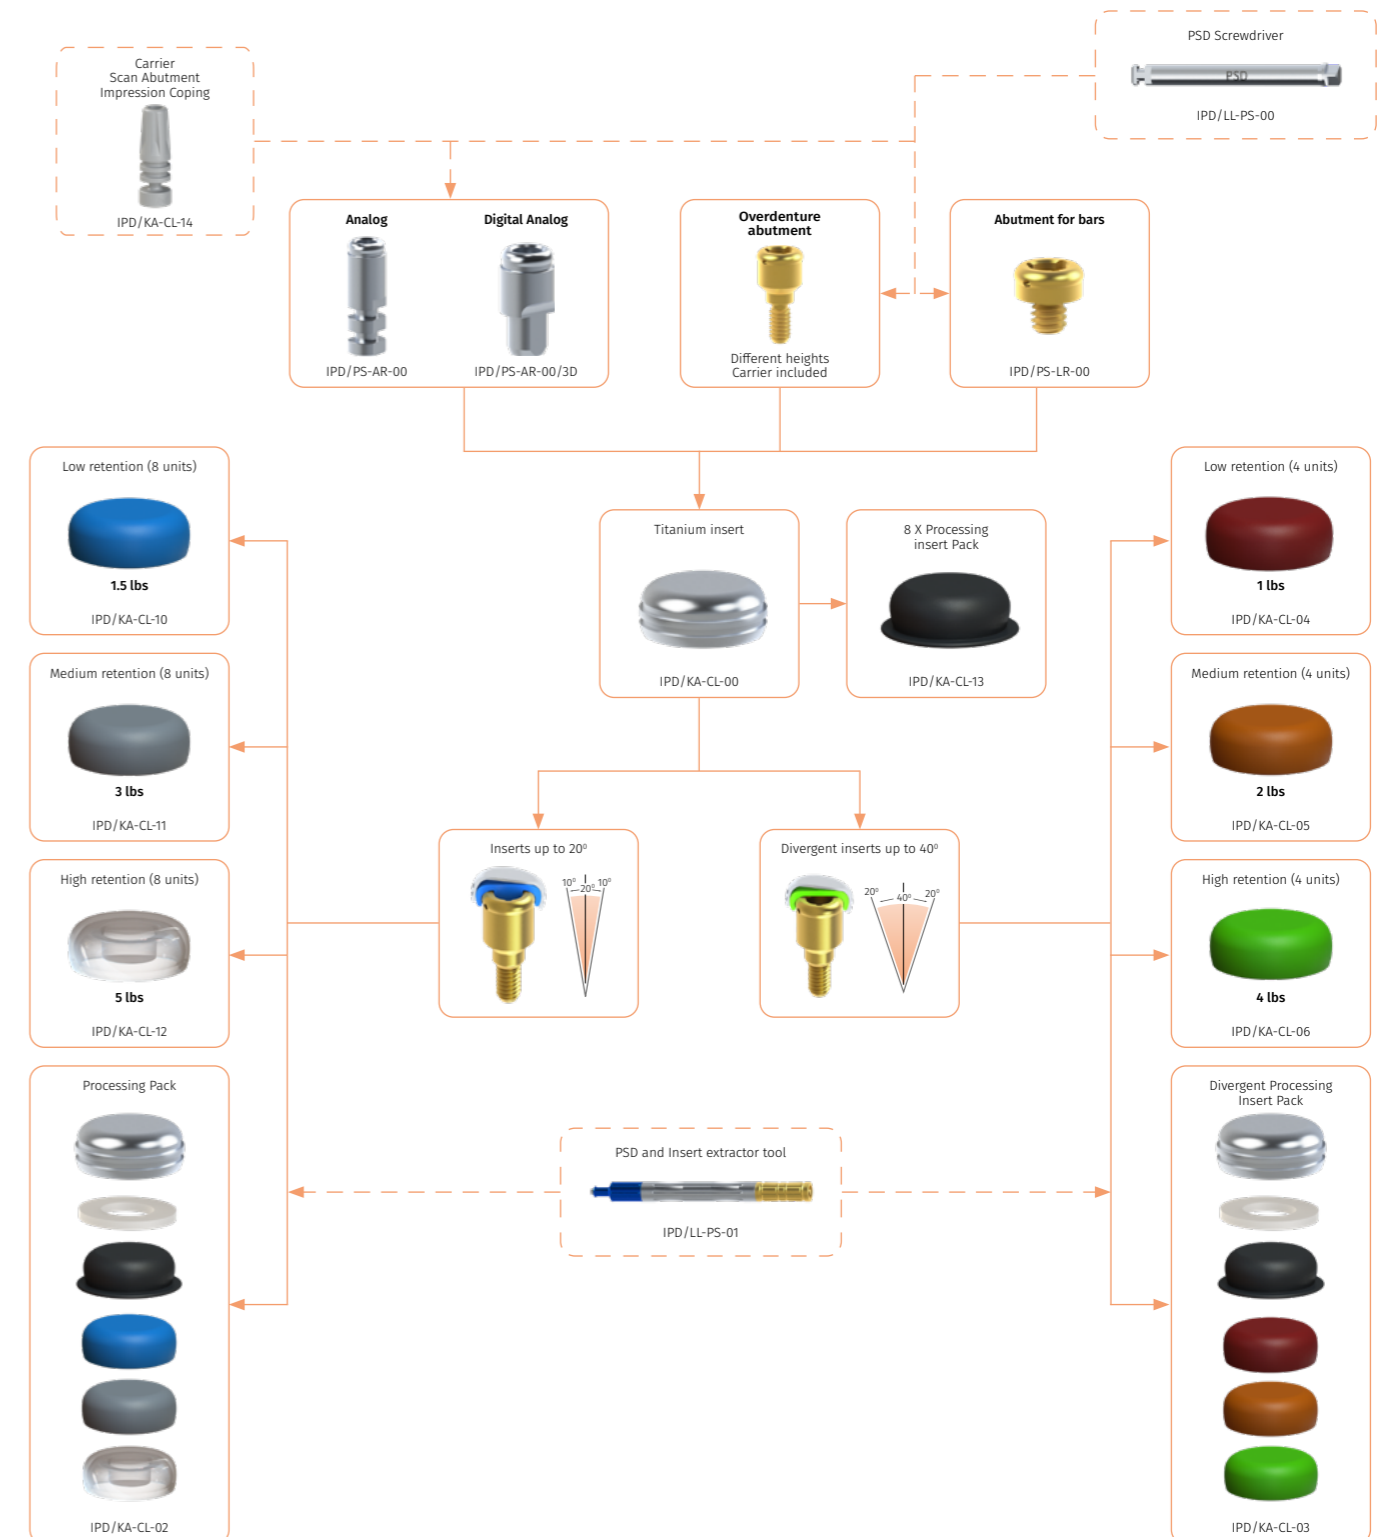 PSD Screwdriver
PSD
IPD/LL-PS-00
Carrier
Scan Abutment
Impression Coping
IPD/KA-CL-14
Analog
Digital Analog
IPD/PS-AR-00
IPD/PS-AR-00/3D
Overdenture
abutment
Different heights
Carrier included
Abutment for bars
IPD/PS-LR-00
Low retention (8 units)
1.5 lbs
IPD/KA-CL-10
Titanium insert
IPD/KA-CL-00
8 X Processing
insert Pack
IPD/KA-CL-13
Low retention (4 units)
1 lbs
IPD/KA-CL-04
Medium retention (8 units)
3 lbs
IPD/KA-CL-11
Medium retention (4 units)
2 lbs
IPD/KA-CL-05
High retention (8 units)
5 lbs
IPD/KA-CL-12
Inserts up to 20º
10º
20º
10º
Divergent inserts up to 40º
20º
40º
20º
High retention (4 units)
4 lbs
IPD/KA-CL-06
Processing Pack
IPD/KA-CL-02
PSD and Insert extractor tool
IPD/LL-PS-01
Divergent Processing
Insert Pack
IPD/KA-CL-03